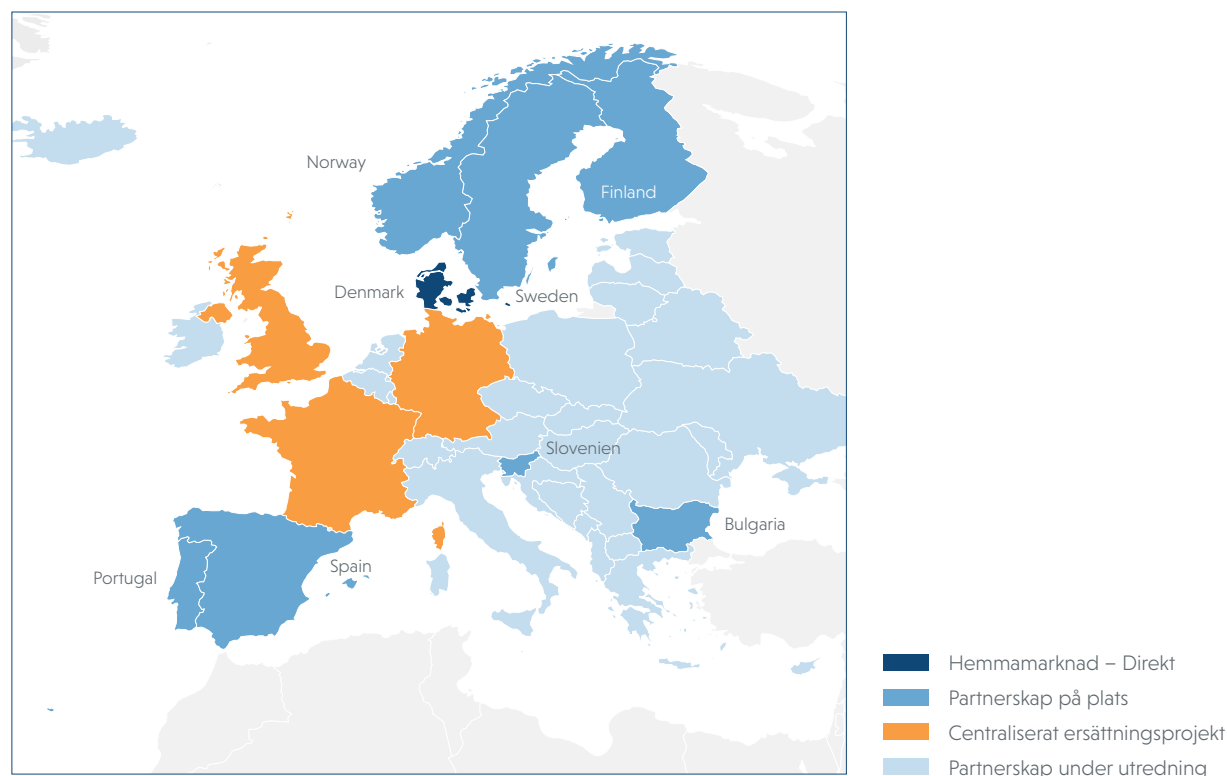 Norway
Finland
Denmark
Sweden
Slovenien
Bulgaria
Spain
Portugal
Hemmamarknad – Direkt
Partnerskap på plats
Centraliserat ersättningsprojekt
Partnerskap under utredning